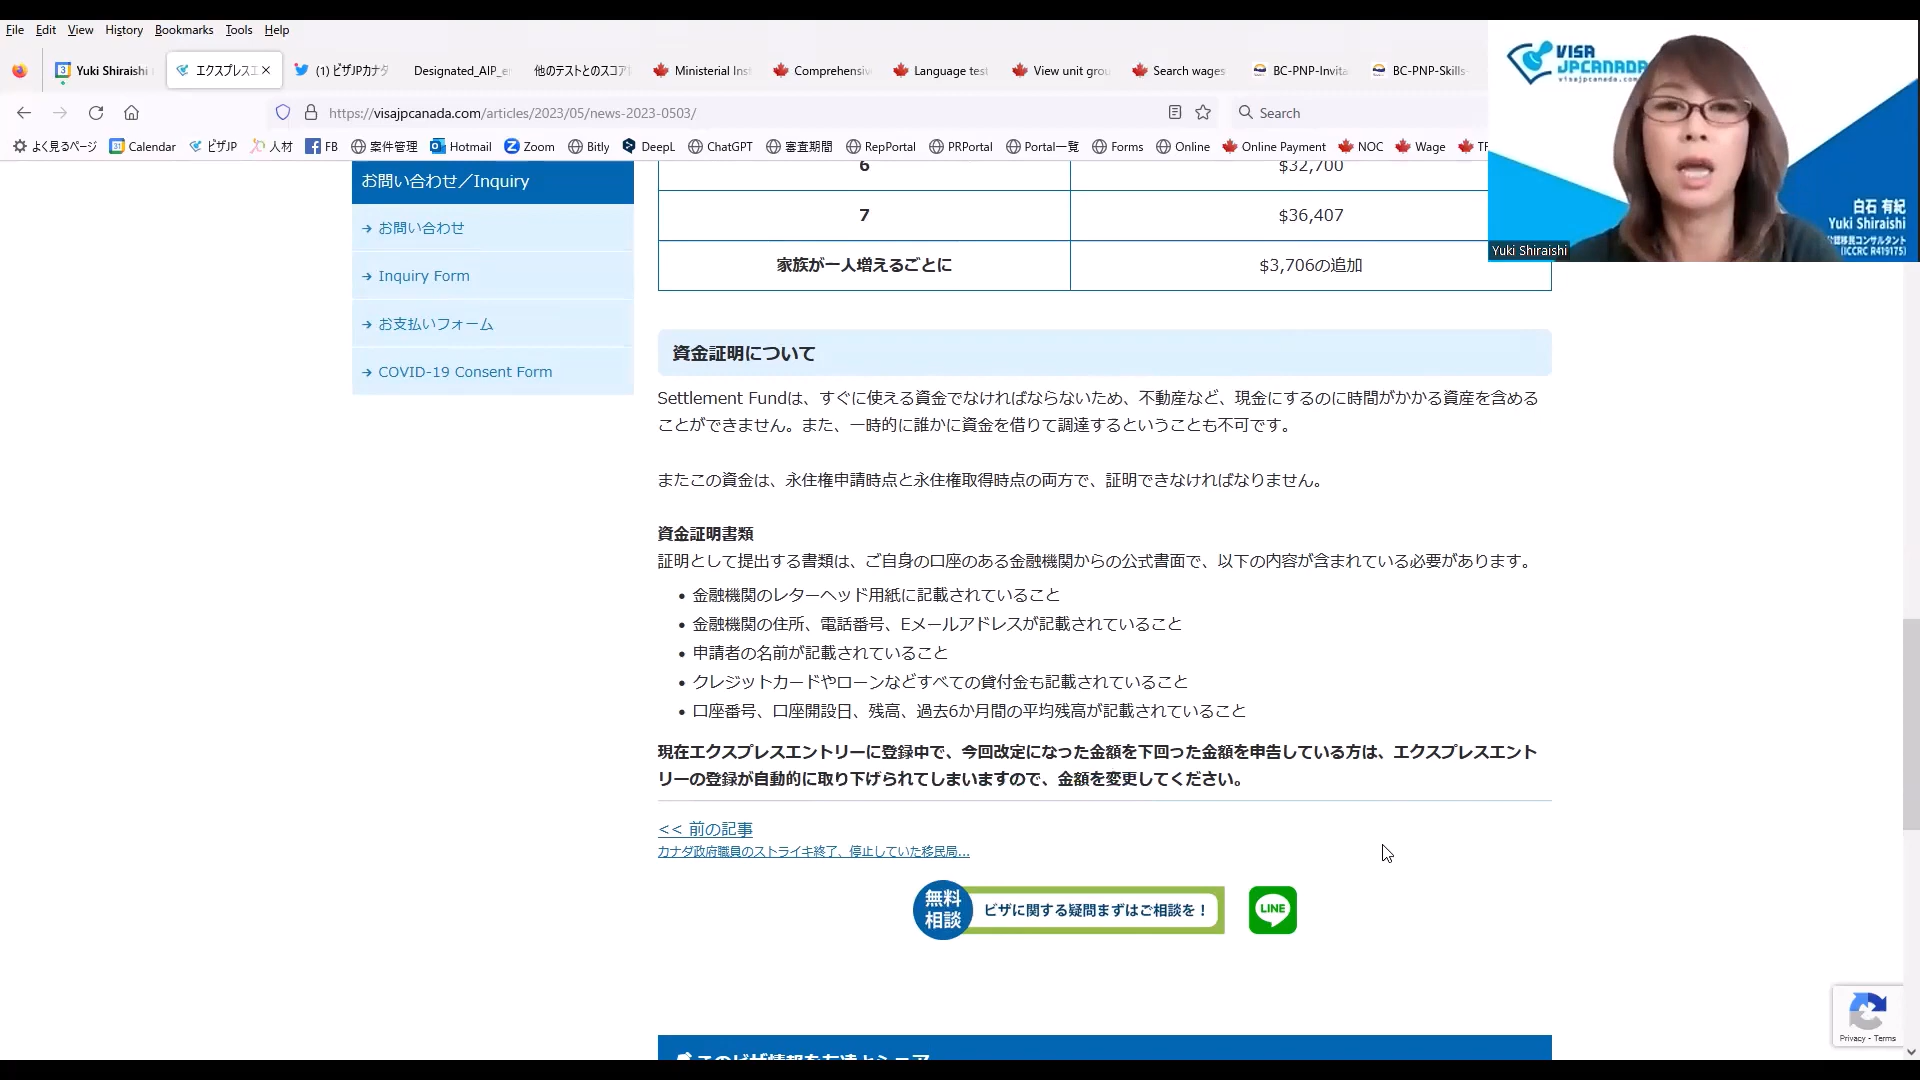 File Edit View History Bookmarks Tools Help
Yuki Shiraishi
エクスプレスエ
(1) ビザJPカナダ
Designated_AIP_e
他のテストとのスコア
Ministerial Ins
Comprehensiv
Language test
View unit grou
Search wages
BC-PNP-Invita
BC-PNP-Skills-
https://visajpcanada.com/articles/2023/05/news-2023-0503/
Search
よく見るページ Calendar ビザJP 人材 FB 案件管理 Hotmail Zoom Bitly DeepL ChatGPT 審査期間 RepPortal PRPortal Portal一覧 Forms Online Online Payment NOC Wage
VISA
JPCANADA
visajpcanada.com
白石 有紀
Yuki Shiraishi
公認移民コンサルタント
(ICCRC R419175)
Yuki Shiraishi
お問い合わせ／Inquiry
→ お問い合わせ
→ Inquiry Form
→ お支払いフォーム
→ COVID-19 Consent Form
6 $32,700
7 $36,407
家族が一人増えるごとに $3,706の追加
資金証明について
Settlement Fundは、すぐに使える資金でなければならないため、不動産など、現金にするのに時間がかかる資産を含める
ことができません。また、一時的に誰かに資金を借りて調達するということも不可です。
またこの資金は、永住権申請時点と永住権取得時点の両方で、証明できなければなりません。
資金証明書類
証明として提出する書類は、ご自身の口座のある金融機関からの公式書面で、以下の内容が含まれている必要があります。
• 金融機関のレターヘッド用紙に記載されていること
• 金融機関の住所、電話番号、Eメールアドレスが記載されていること
• 申請者の名前が記載されていること
• クレジットカードやローンなどすべての貸付金も記載されていること
• 口座番号、口座開設日、残高、過去6か月間の平均残高が記載されていること
現在エクスプレスエントリーに登録中で、今回改定になった金額を下回った金額を申告している方は、エクスプレスエント
リーの登録が自動的に取り下げられてしまいますので、金額を変更してください。
<< 前の記事
カナダ政府職員のストライキ終了、停止していた移民局...
無料
相談
ビザに関する疑問まずはご相談を！
LINE
Privacy - Terms
このビザ情報を友達とシェア